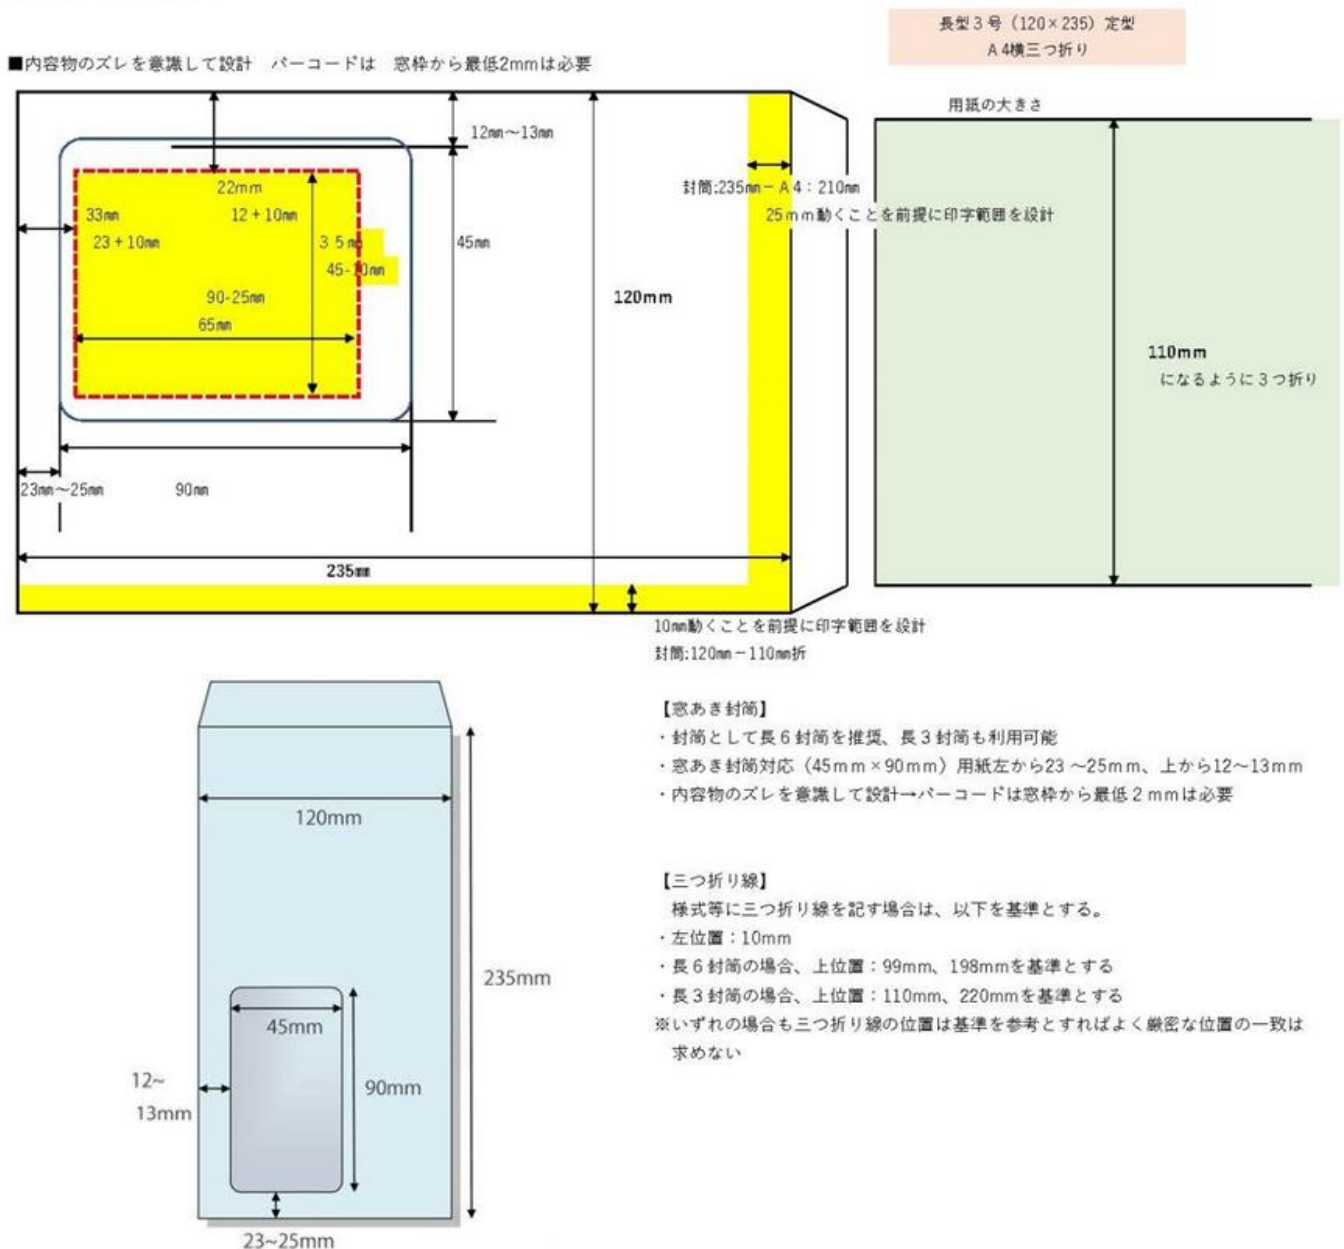 長型3号（120×235）定型
A4横三つ折り
■内容物のズレを意識して設計　バーコードは　窓枠から最低2mmは必要
用紙の大きさ
12㎜～13㎜
22mm
12＋10㎜
33㎜
23＋10㎜
35㎜
45-10㎜
45㎜
90-25㎜
65㎜
封筒:235㎜－A4：210㎜
25mm動くことを前提に印字範囲を設計
120mm
110mm
になるように3つ折り
23㎜～25㎜
90㎜
235㎜
10㎜動くことを前提に印字範囲を設計
封筒:120㎜－110㎜折
【窓あき封筒】
・封筒として長6封筒を推奨、長3封筒も利用可能
・窓あき封筒対応（45mm×90mm）用紙左から23～25mm、上から12～13mm
・内容物のズレを意識して設計→バーコードは窓枠から最低2mmは必要
【三つ折り線】
様式等に三つ折り線を記す場合は、以下を基準とする。
・左位置：10mm
・長6封筒の場合、上位置：99mm、198mmを基準とする
・長3封筒の場合、上位置：110mm、220mmを基準とする
※いずれの場合も三つ折り線の位置は基準を参考とすればよく厳密な位置の一致は
求めない
120mm
235mm
45mm
90mm
12~
13mm
23~25mm